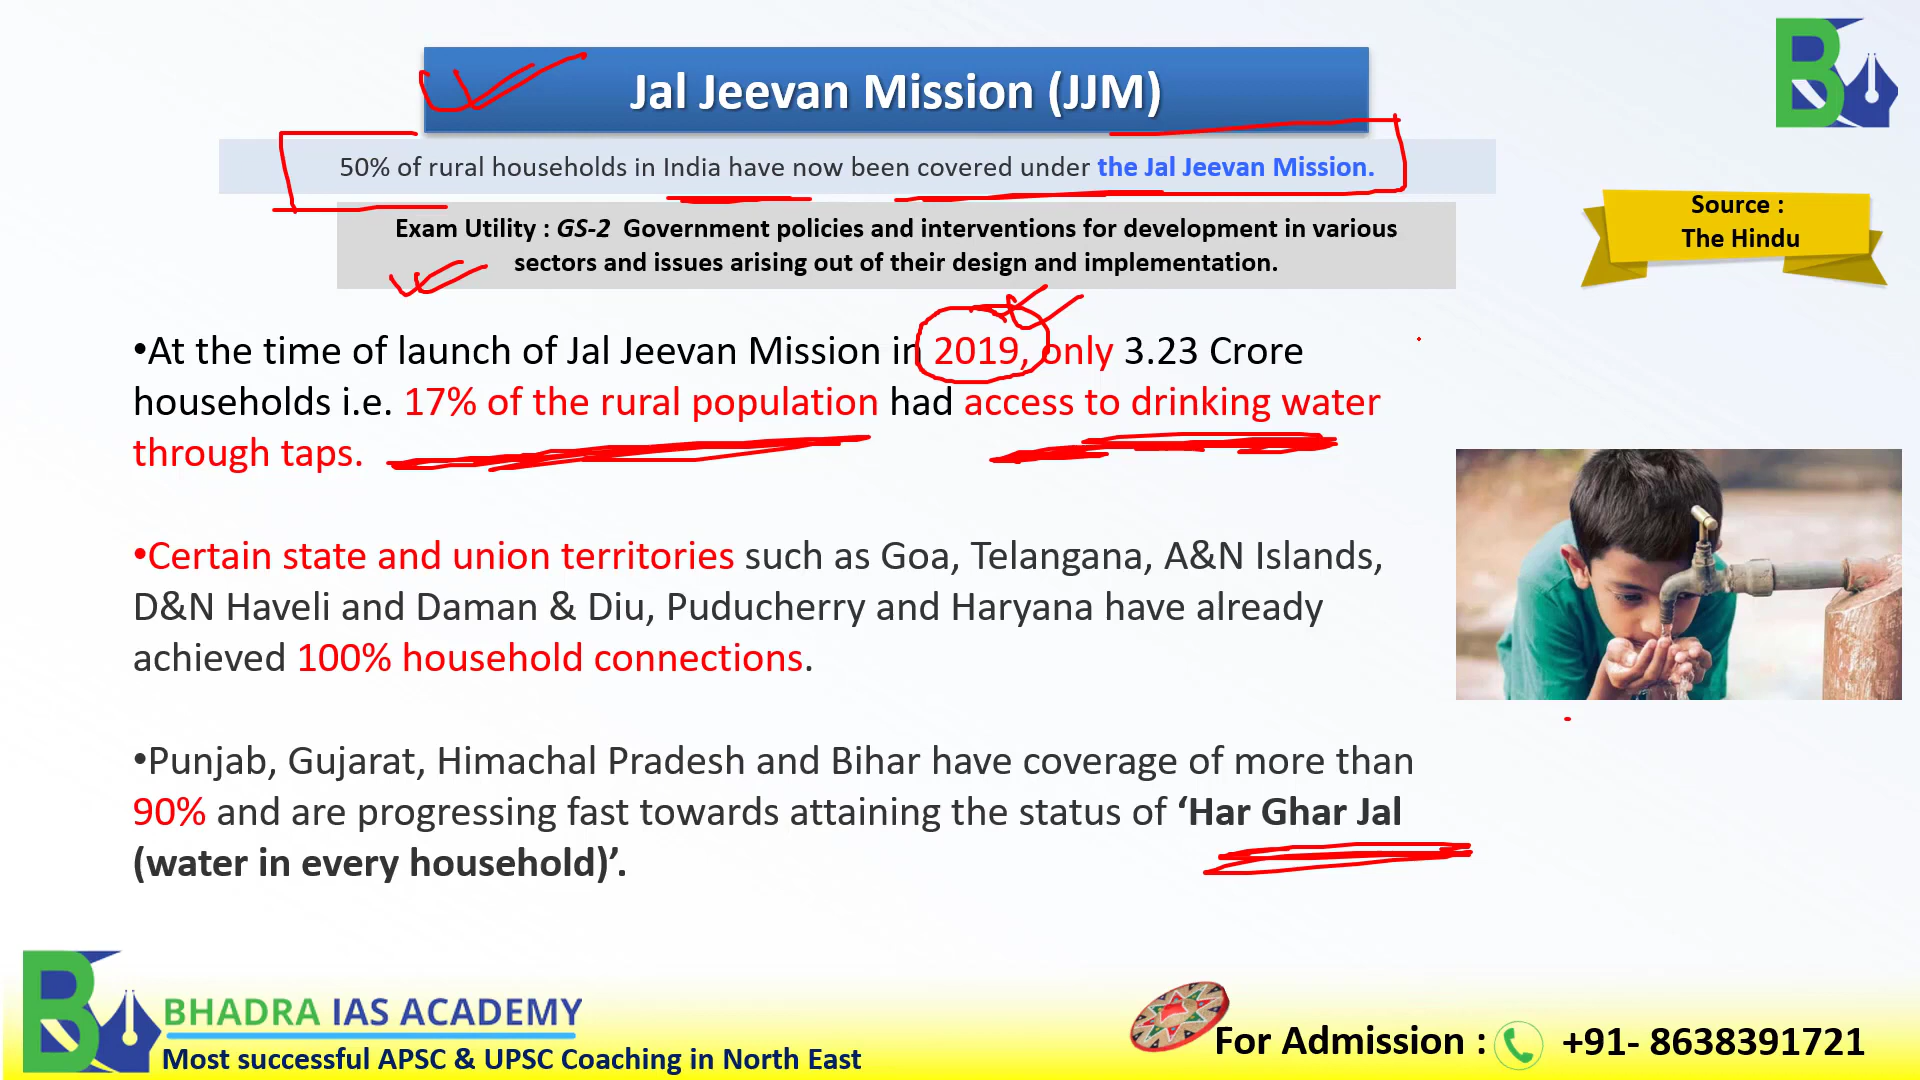 Jal Jeevan Mission (JJM)
50% of rural households in India have now been covered under the Jal Jeevan Mission.
Exam Utility : GS-2 Government policies and interventions for development in various
sectors and issues arising out of their design and implementation.
Source :
The Hindu
•At the time of launch of Jal Jeevan Mission in 2019, only 3.23 Crore
households i.e. 17% of the rural population had access to drinking water
through taps.
•Certain state and union territories such as Goa, Telangana, A&N Islands,
D&N Haveli and Daman & Diu, Puducherry and Haryana have already
achieved 100% household connections.
•Punjab, Gujarat, Himachal Pradesh and Bihar have coverage of more than
90% and are progressing fast towards attaining the status of ‘Har Ghar Jal
(water in every household)’.
BHADRA IAS ACADEMY
Most successful APSC & UPSC Coaching in North East
For Admission : +91- 8638391721